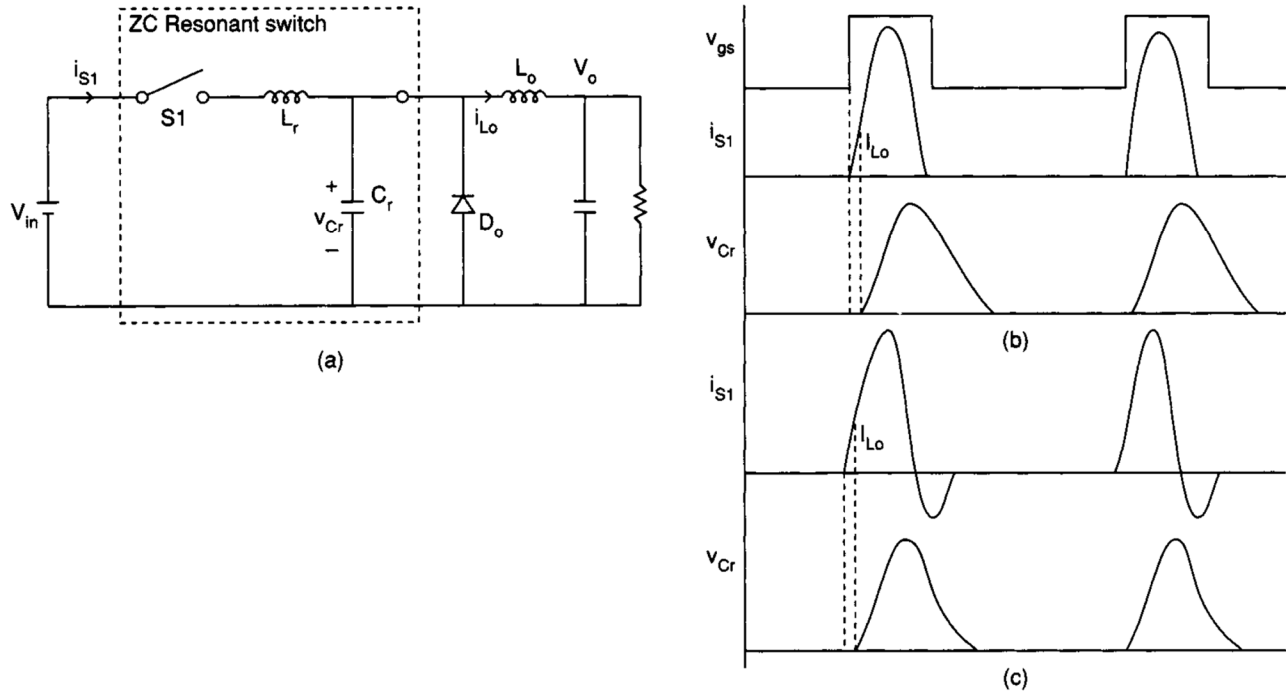 ZC Resonant switch
i_S1
S1
L_r
L_o
V_o
i_Lo
V_in
+
v_Cr
–
C_r
D_o
(a)
v_gs
i_S1
I_Lo
v_Cr
(b)
i_S1
I_Lo
v_Cr
(c)